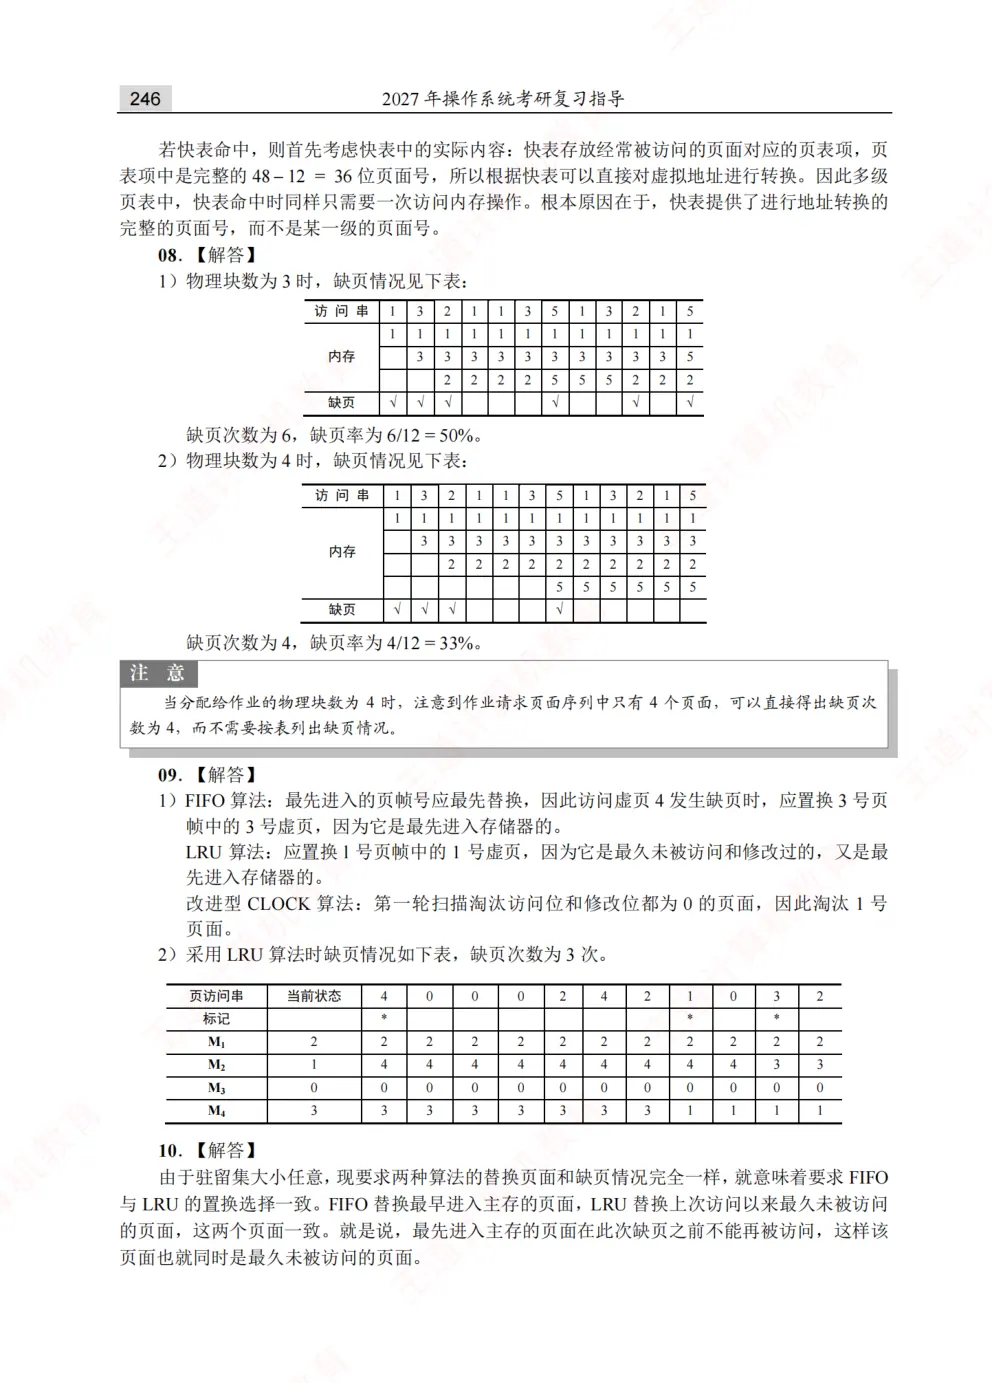 246
2027年操作系统考研复习指导
若快表命中，则首先考虑快表中的实际内容：快表存放经常被访问的页面对应的页表项，页
表项中是完整的 48 – 12 = 36 位页面号，所以根据快表可以直接对虚拟地址进行转换。因此多级
页表中，快表命中时同样只需要一次访问内存操作。根本原因在于，快表提供了进行地址转换的
完整的页面号，而不是某一级的页面号。
08.【解答】
1）物理块数为 3 时，缺页情况见下表：
访 问 串 1 3 2 1 1 3 5 1 3 2 1 5
1 1 1 1 1 1 1 1 1 1 1 1
内存 3 3 3 3 3 3 3 3 3 3 5
2 2 2 2 5 5 5 2 2 2
缺页 √ √ √ √ √ √
缺页次数为 6，缺页率为 6/12 = 50%。
2）物理块数为 4 时，缺页情况见下表：
访 问 串 1 3 2 1 1 3 5 1 3 2 1 5
1 1 1 1 1 1 1 1 1 1 1 1
3 3 3 3 3 3 3 3 3 3 3
内存
2 2 2 2 2 2 2 2 2 2
5 5 5 5 5 5
缺页 √ √ √ √
缺页次数为 4，缺页率为 4/12 = 33%。
注 意
当分配给作业的物理块数为 4 时，注意到作业请求页面序列中只有 4 个页面，可以直接得出缺页次
数为 4，而不需要按表列出缺页情况。
09.【解答】
1）FIFO 算法：最先进入的页帧号应最先替换，因此访问虚页 4 发生缺页时，应置换 3 号页
帧中的 3 号虚页，因为它是最先进入存储器的。
LRU 算法：应置换 1 号页帧中的 1 号虚页，因为它是最久未被访问和修改过的，又是最
先进入存储器的。
改进型 CLOCK 算法：第一轮扫描淘汰访问位和修改位都为 0 的页面，因此淘汰 1 号
页面。
2）采用 LRU 算法时缺页情况如下表，缺页次数为 3 次。
页访问串 当前状态 4 0 0 0 2 4 2 1 0 3 2
标记 * * *
M1 2 2 2 2 2 2 2 2 2 2 2 2
M2 1 4 4 4 4 4 4 4 4 4 3 3
M3 0 0 0 0 0 0 0 0 0 0 0 0
M4 3 3 3 3 3 3 3 3 1 1 1 1
10.【解答】
由于驻留集大小任意，现要求两种算法的替换页面和缺页情况完全一样，就意味着要求 FIFO
与 LRU 的置换选择一致。FIFO 替换最早进入主存的页面，LRU 替换上次访问以来最久未被访问
的页面，这两个页面一致。就是说，最先进入主存的页面在此次缺页之前不能再被访问，这样该
页面也就同时是最久未被访问的页面。